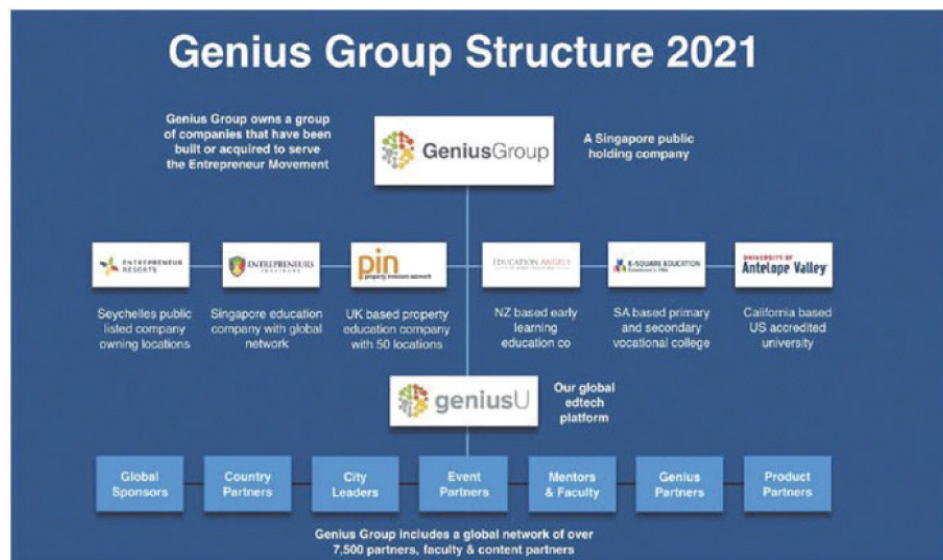 Genius Group Structure 2021
Genius Group owns a group
of companies that have been
built or acquired to serve
the Entrepreneur Movement
GeniusGroup
A Singapore public
holding company
ENTREPRENEUR
RESORTS
ENTREPRENEURS
INSTITUTE
pin
property investors network
EDUCATION ANGELS
E-SQUARE EDUCATION
UNIVERSITY OF
Antelope Valley
Seychelles public
listed company
owning locations
Singapore education
company with global
network
UK based property
education company
with 50 locations
NZ based early
learning
education co
SA based primary
and secondary
vocational college
California based
US accredited
university
geniusU
Our global
edtech
platform
Global
Sponsors
Country
Partners
City
Leaders
Event
Partners
Mentors
& Faculty
Genius
Partners
Product
Partners
Genius Group includes a global network of over
7,500 partners, faculty & content partners